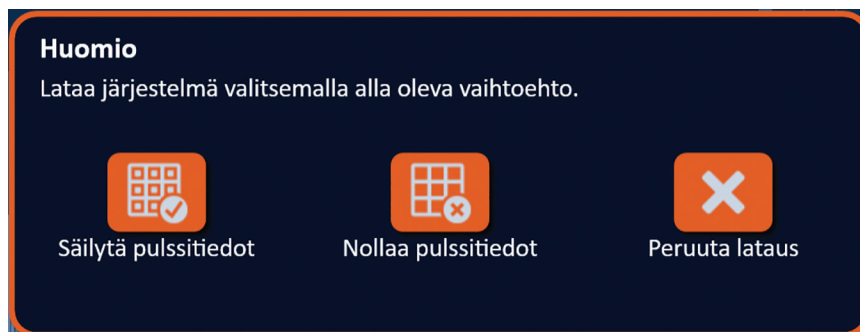 Huomio
Lataa järjestelmä valitsemalla alla oleva vaihtoehto.
Säilytä pulssitiedot
Nollaa pulssitiedot
Peruuta lataus